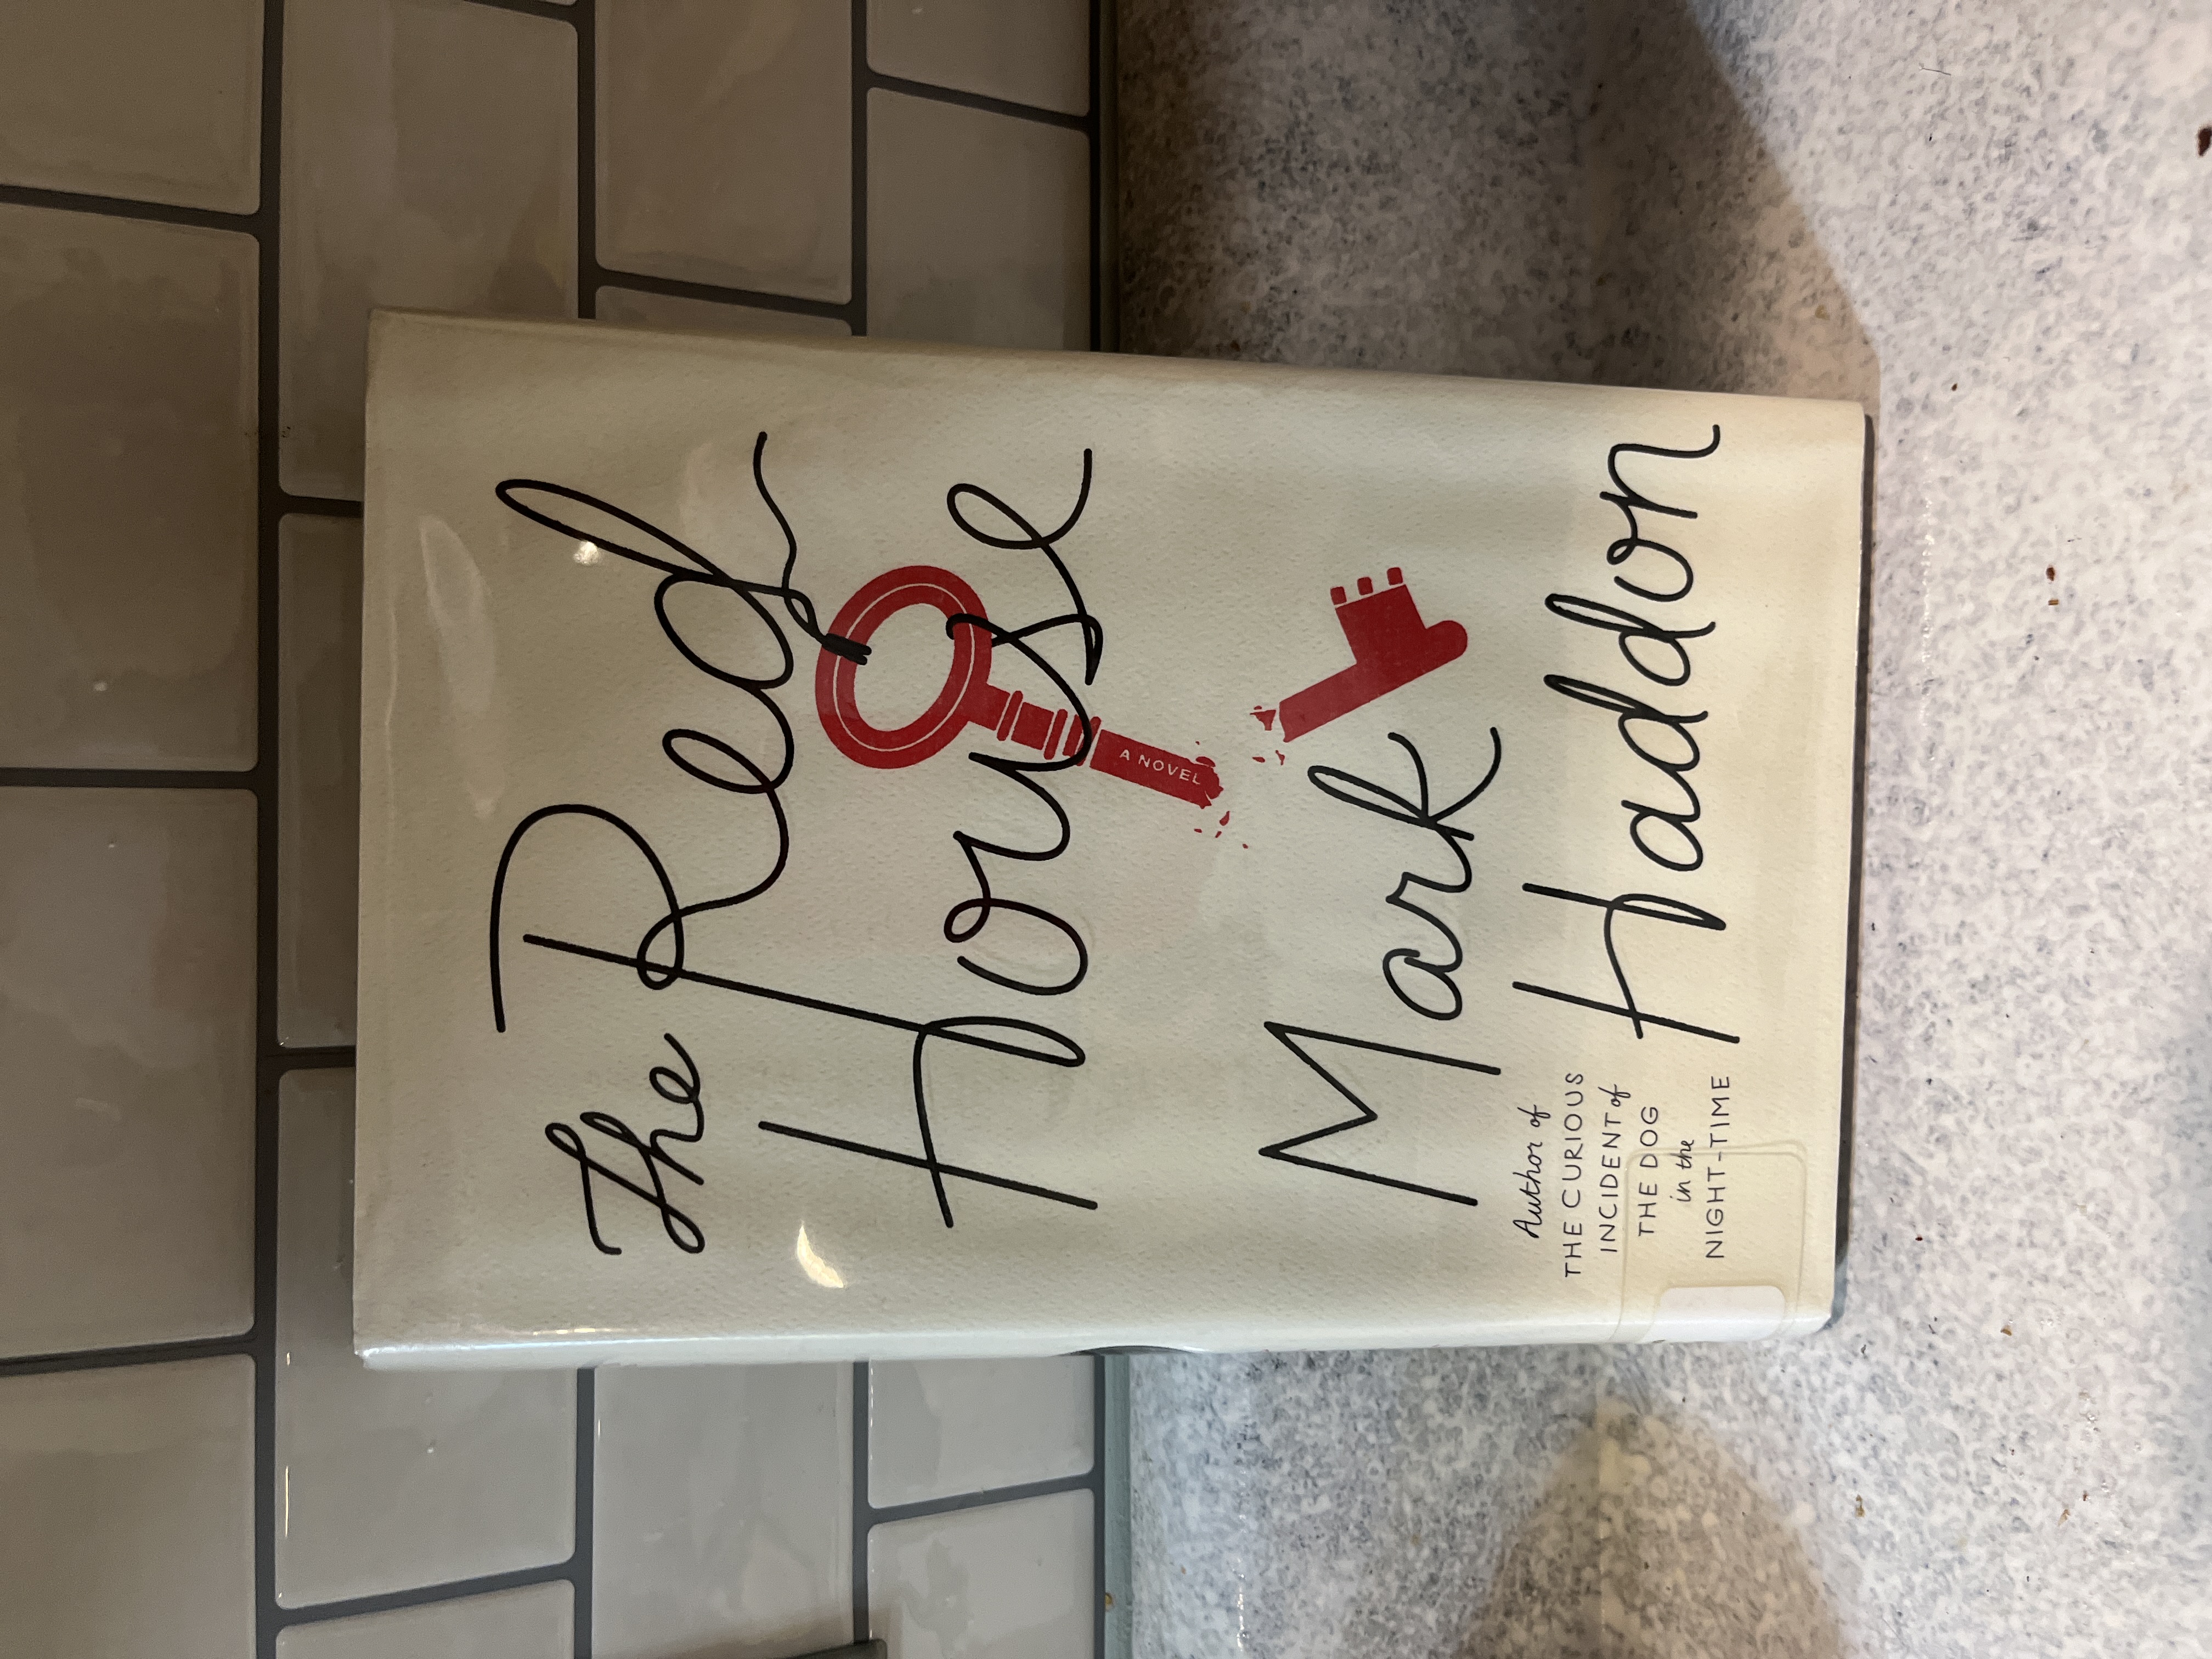 The Red
House
A NOVEL
Mark
Haddon
Author of
THE CURIOUS
INCIDENT of
THE DOG
in the
NIGHT-TIME